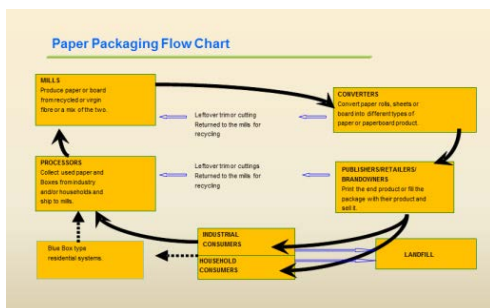 Paper Packaging Flow Chart
MILLS
Produce paper or board
from recycled or virgin
fibre or a mix of the two.
Leftover trim or cutting
Returned to the mills for
recycling
CONVERTERS
Convert paper rolls, sheets or
board into different types of
paper or paperboard product.
PROCESSORS
Collect used paper and
Boxes from industry
and/or households and
ship to mills.
Leftover trim or cuttings
Returned to the mills for
recycling
PUBLISHERS/RETAILERS/
BRANDOWNERS
Print the end product or fill the
package with their product and
sell it.
Blue Box type
residential systems.
INDUSTRIAL
CONSUMERS
HOUSEHOLD
CONSUMERS
LANDFILL